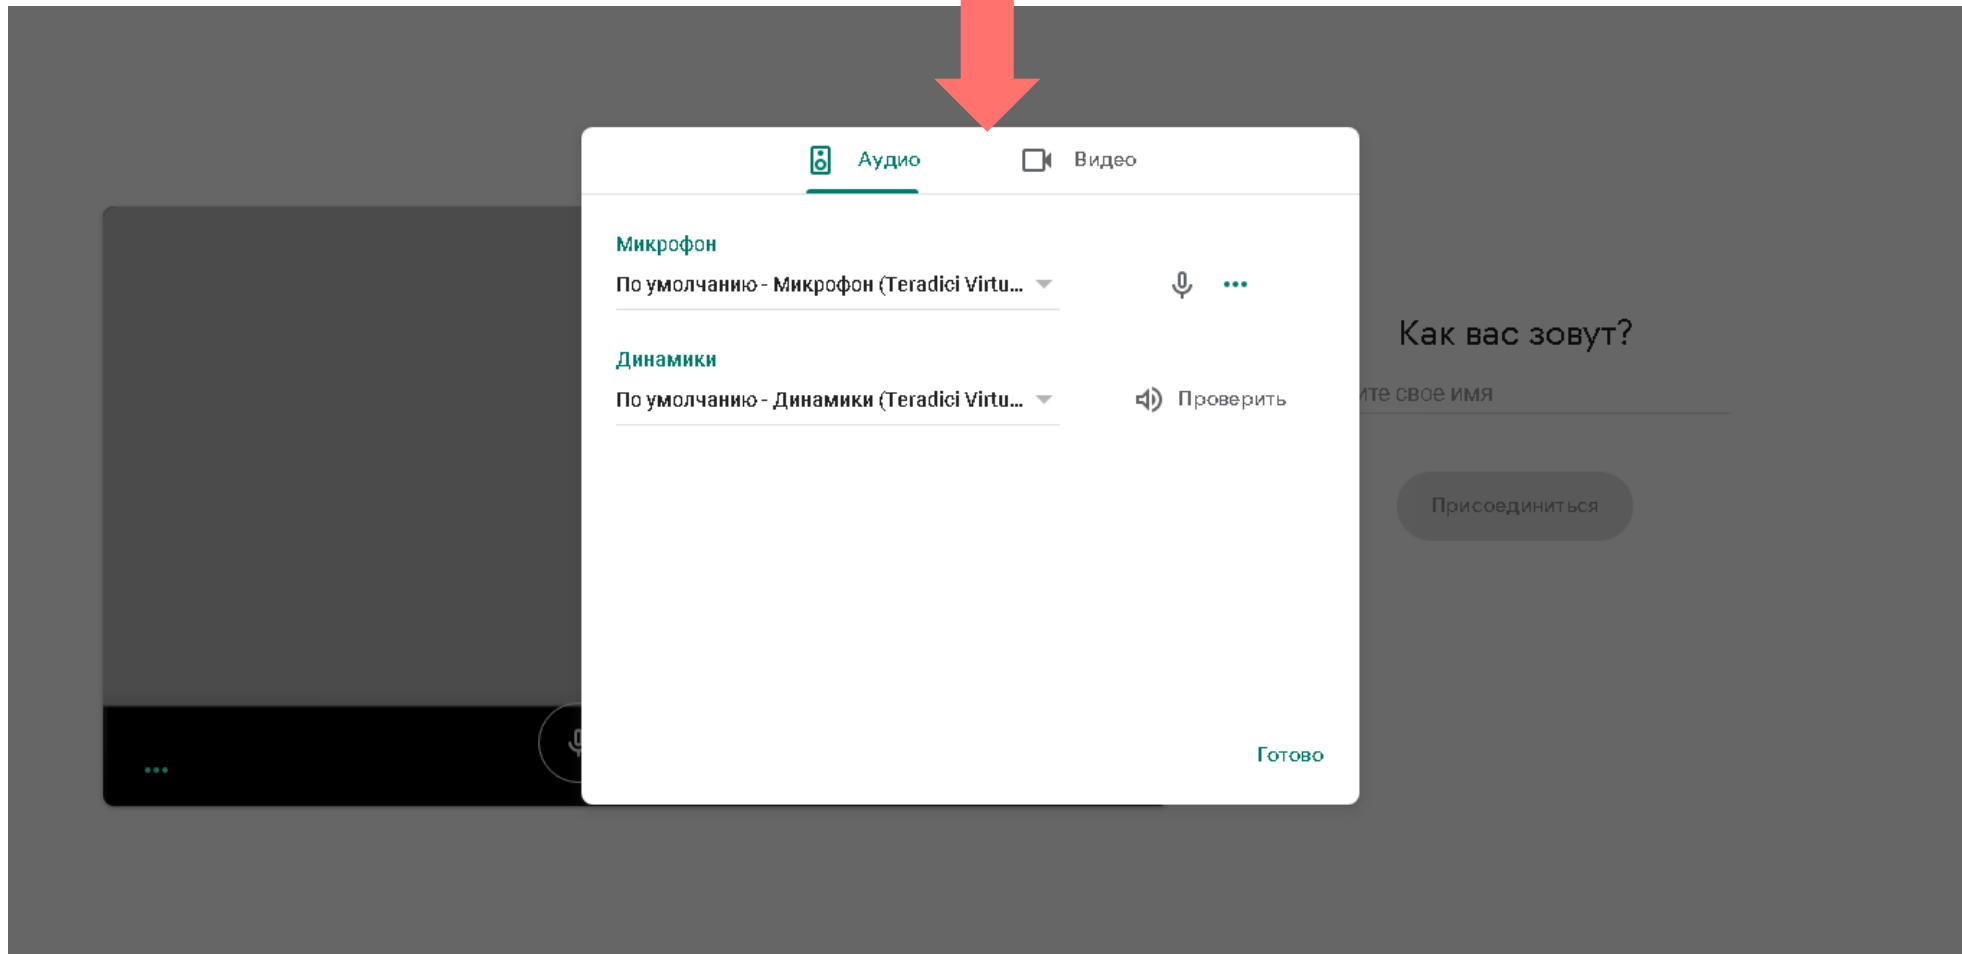 Аудио
Видео
Микрофон
По умолчанию - Микрофон (Teradici Virtu...
Динамики
По умолчанию - Динамики (Teradici Virtu...
Проверить
Готово
Как вас зовут?
свое имя
Присоединиться